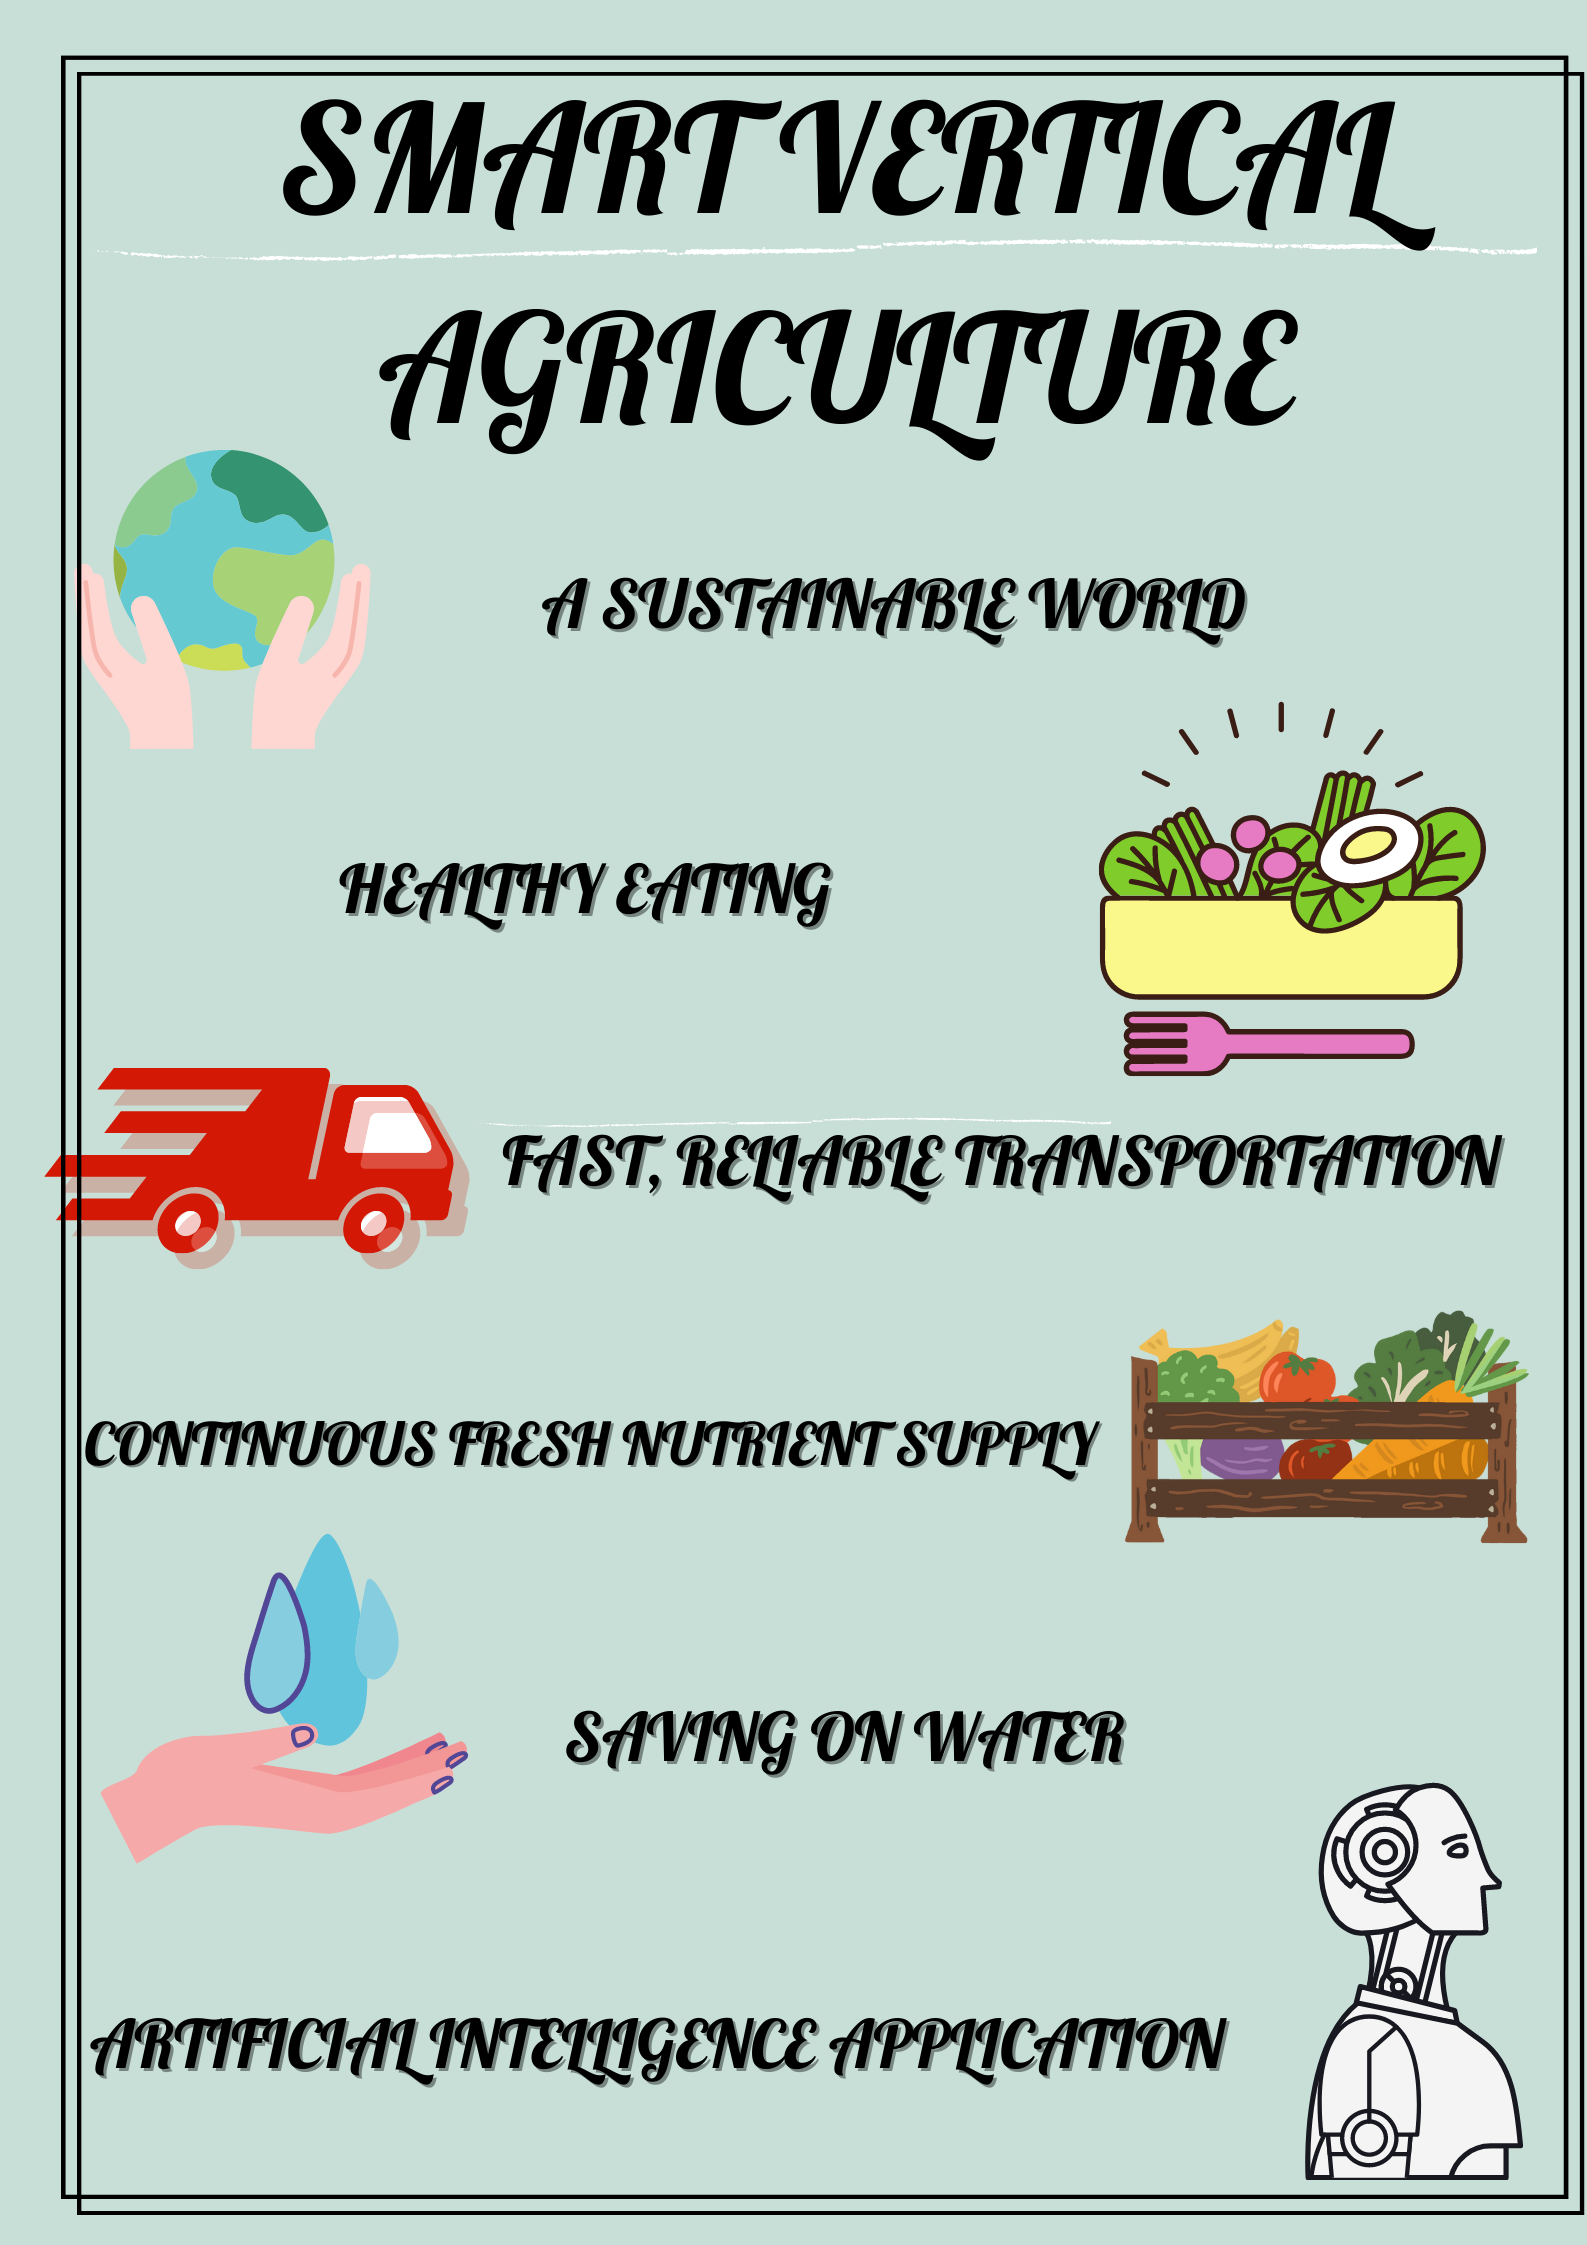 SMART VERTICAL
AGRICULTURE
A SUSTAINABLE WORLD
HEALTHY EATING
FAST, RELIABLE TRANSPORTATION
CONTINUOUS FRESH NUTRIENT SUPPLY
SAVING ON WATER
ARTIFICIAL INTELLIGENCE APPLICATION